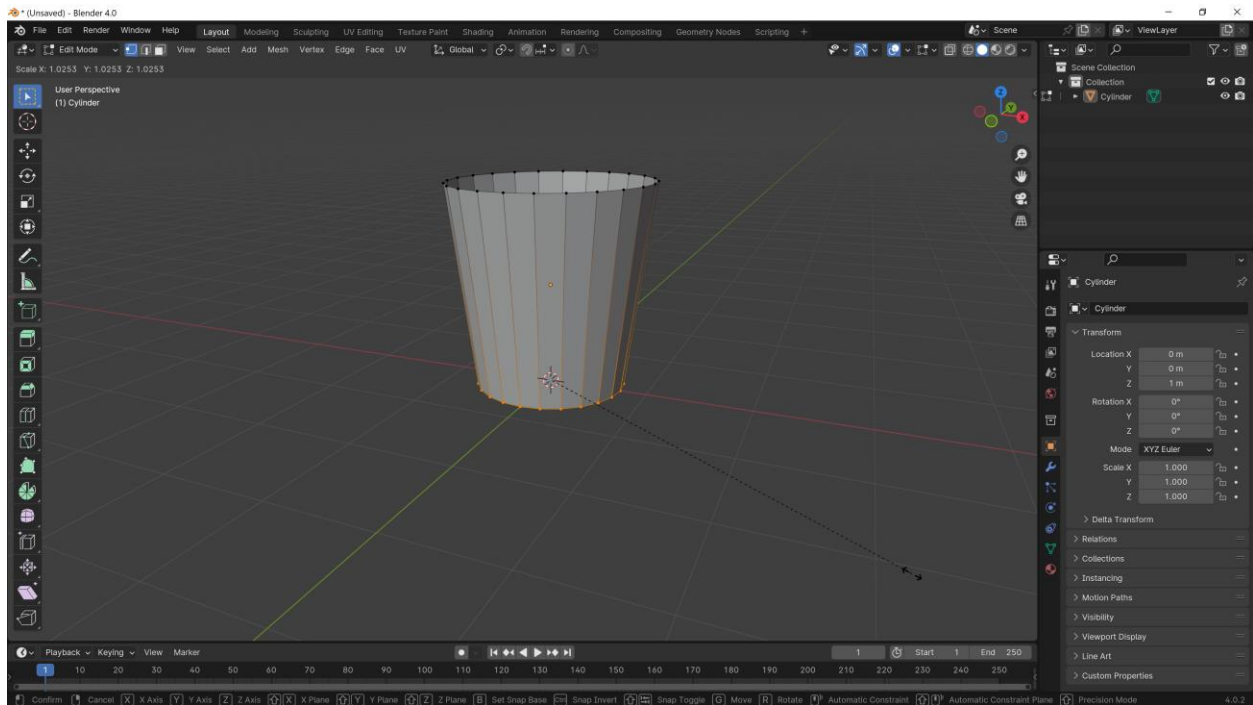 * (Unsaved) - Blender 4.0
File Edit Render Window Help Layout Modeling Sculpting UV Editing Texture Paint Shading Animation Rendering Compositing Geometry Nodes Scripting + Scene ViewLayer
Edit Mode View Select Add Mesh Vertex Edge Face UV Global
Scale X: 1.0253 Y: 1.0253 Z: 1.0253
User Perspective
(1) Cylinder
Z
Y
X
Scene Collection
Collection
Cylinder
Cylinder
Cylinder
Transform
Location X 0 m
Y 0 m
Z 1 m
Rotation X 0°
Y 0°
Z 0°
Mode XYZ Euler
Scale X 1.000
Y 1.000
Z 1.000
Delta Transform
Relations
Collections
Instancing
Motion Paths
Visibility
Viewport Display
Line Art
Custom Properties
Playback Keying View Marker 1 Start 1 End 250
1 10 20 30 40 50 60 70 80 90 100 110 120 130 140 150 160 170 180 190 200 210 220 230 240 250
Confirm Cancel X X Axis Y Y Axis Z Z Axis X X Plane Y Y Plane Z Z Plane B Set Snap Base Ctrl Snap Invert Snap Toggle G Move R Rotate Automatic Constraint Automatic Constraint Plane Precision Mode 4.0.2